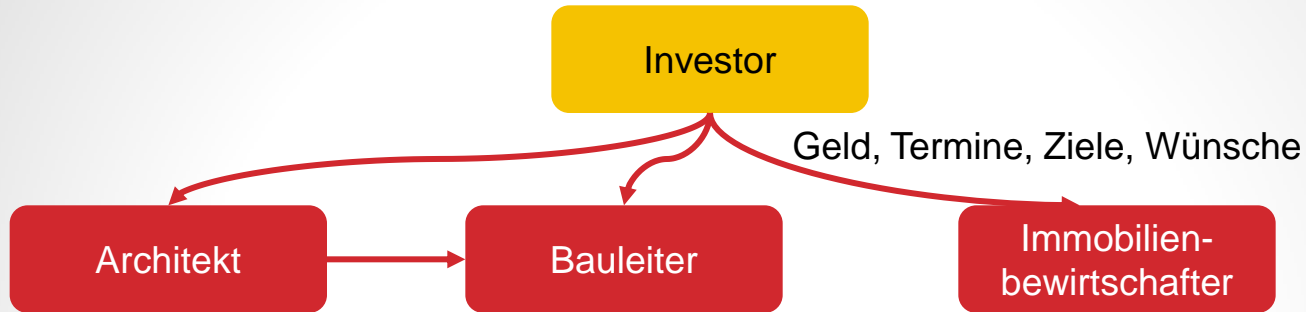 Investor
Geld, Termine, Ziele, Wünsche
Architekt
Bauleiter
Immobilien-
bewirtschafter